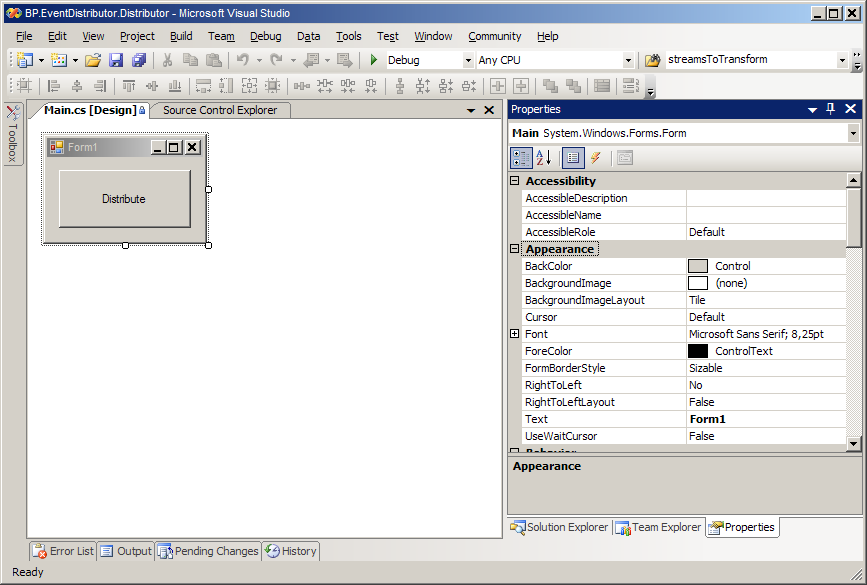 BP.EventDistributor.Distributor - Microsoft Visual Studio
File Edit View Project Build Team Debug Data Tools Test Window Community Help
Debug Any CPU streamsToTransform
Toolbox
Main.cs [Design] Source Control Explorer
Form1
Distribute
Properties
Main System.Windows.Forms.Form
Accessibility
AccessibleDescription
AccessibleName
AccessibleRole Default
Appearance
BackColor Control
BackgroundImage (none)
BackgroundImageLayout Tile
Cursor Default
Font Microsoft Sans Serif; 8,25pt
ForeColor ControlText
FormBorderStyle Sizable
RightToLeft No
RightToLeftLayout False
Text Form1
UseWaitCursor False
Behavior
Appearance
Solution Explorer Team Explorer Properties
Error List Output Pending Changes History
Ready